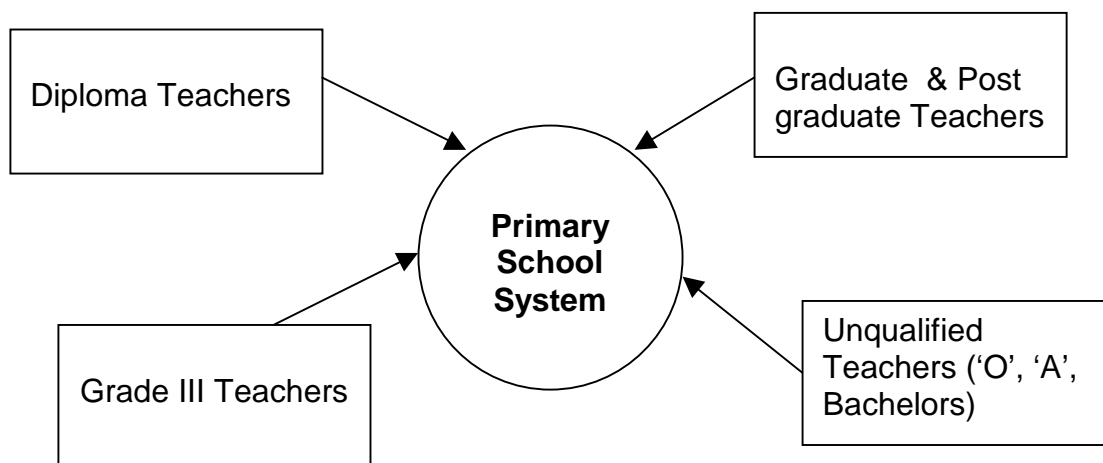 Diploma Teachers
Graduate & Post
graduate Teachers
Primary
School
System
Grade III Teachers
Unqualified
Teachers (‘O’, ‘A’,
Bachelors)